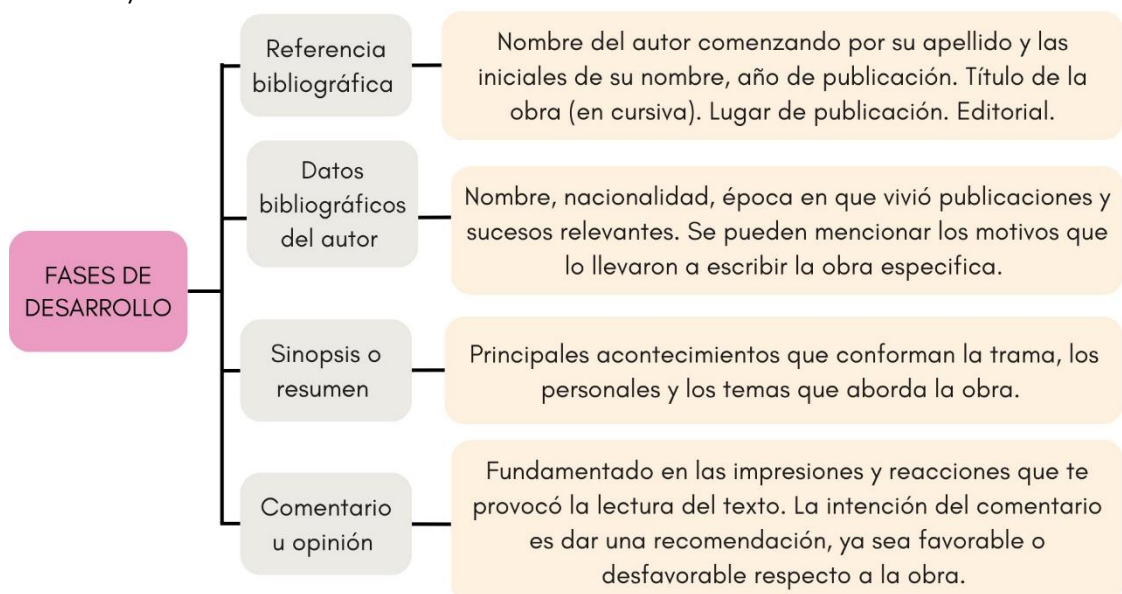 Referencia
bibliográfica
Nombre del autor comenzando por su apellido y las
iniciales de su nombre, año de publicación. Título de la
obra (en cursiva). Lugar de publicación. Editorial.
Datos
bibliográficos
del autor
Nombre, nacionalidad, época en que vivió publicaciones y
sucesos relevantes. Se pueden mencionar los motivos que
lo llevaron a escribir la obra especifica.
FASES DE
DESARROLLO
Sinopsis o
resumen
Principales acontecimientos que conforman la trama, los
personales y los temas que aborda la obra.
Comentario
u opinión
Fundamentado en las impresiones y reacciones que te
provocó la lectura del texto. La intención del comentario
es dar una recomendación, ya sea favorable o
desfavorable respecto a la obra.